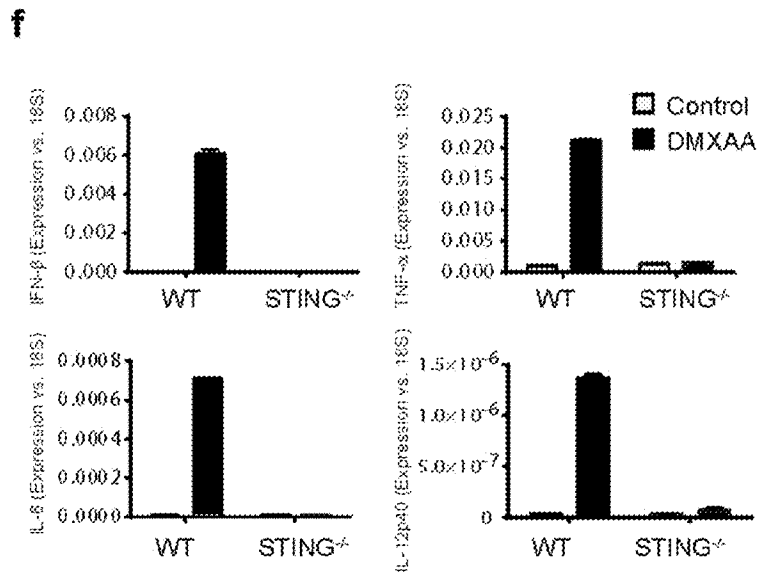 f
IFN-β (Expression vs. 18S)
0.008
0.006
0.004
0.002
0.000
WT STING-/-
TNF-α (Expression vs. 18S)
0.025
0.020
0.015
0.010
0.005
0.000
WT STING-/-
Control
DMXAA
IL-6 (Expression vs. 18S)
0.0008
0.0006
0.0004
0.0002
0.0000
WT STING-/-
IL-12p40 (Expression vs. 18S)
1.5×10⁻⁶
1.0×10⁻⁶
5.0×10⁻⁷
0
WT STING-/-